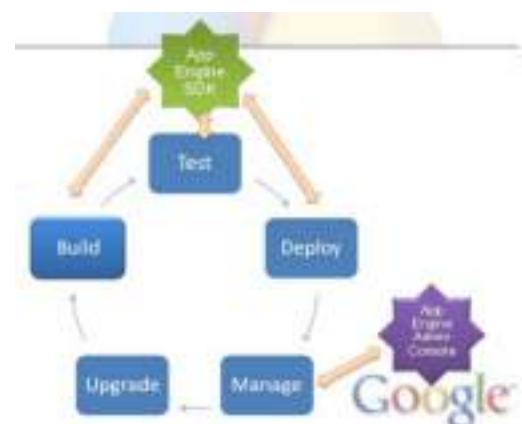 App
Engine
SDK
Test
Build
Deploy
Upgrade
Manage
App
Engine
Admin
Console
Google